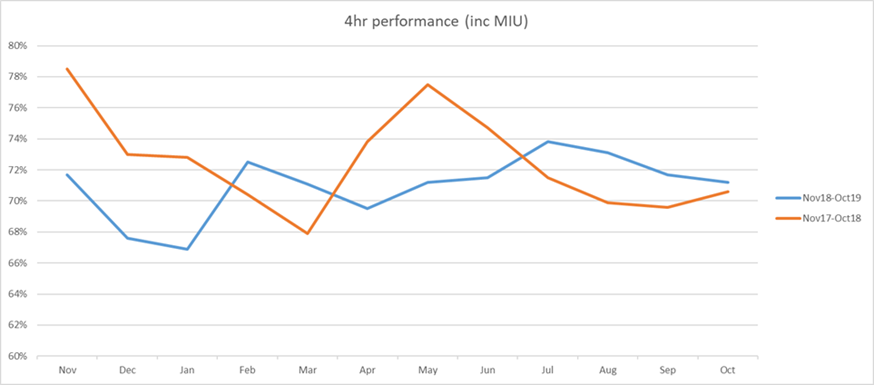 4hr performance (inc MIU)
80%
78%
76%
74%
72%
70%
68%
66%
64%
62%
60%
Nov Dec Jan Feb Mar Apr May Jun Jul Aug Sep Oct
Nov18-Oct19
Nov17-Oct18